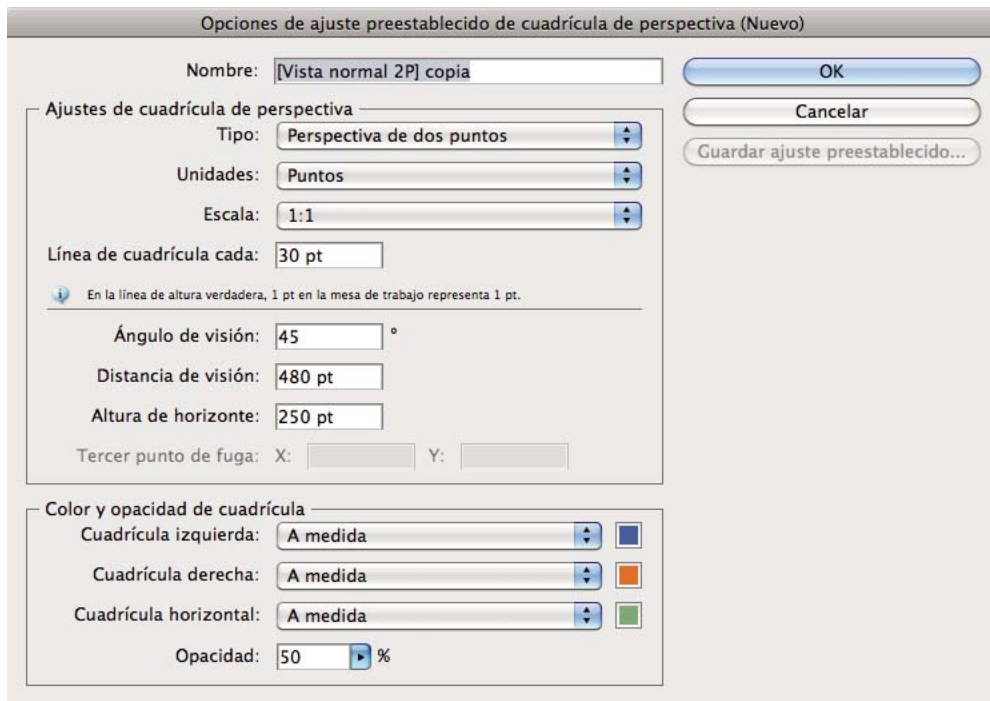 Opciones de ajuste preestablecido de cuadrícula de perspectiva (Nuevo)
Nombre: [Vista normal 2P] copia
OK
Cancelar
Guardar ajuste preestablecido...
Ajustes de cuadrícula de perspectiva
Tipo: Perspectiva de dos puntos
Unidades: Puntos
Escala: 1:1
Línea de cuadrícula cada: 30 pt
En la línea de altura verdadera, 1 pt en la mesa de trabajo representa 1 pt.
Ángulo de visión: 45 °
Distancia de visión: 480 pt
Altura de horizonte: 250 pt
Tercer punto de fuga: X: Y:
Color y opacidad de cuadrícula
Cuadrícula izquierda: A medida
Cuadrícula derecha: A medida
Cuadrícula horizontal: A medida
Opacidad: 50 %